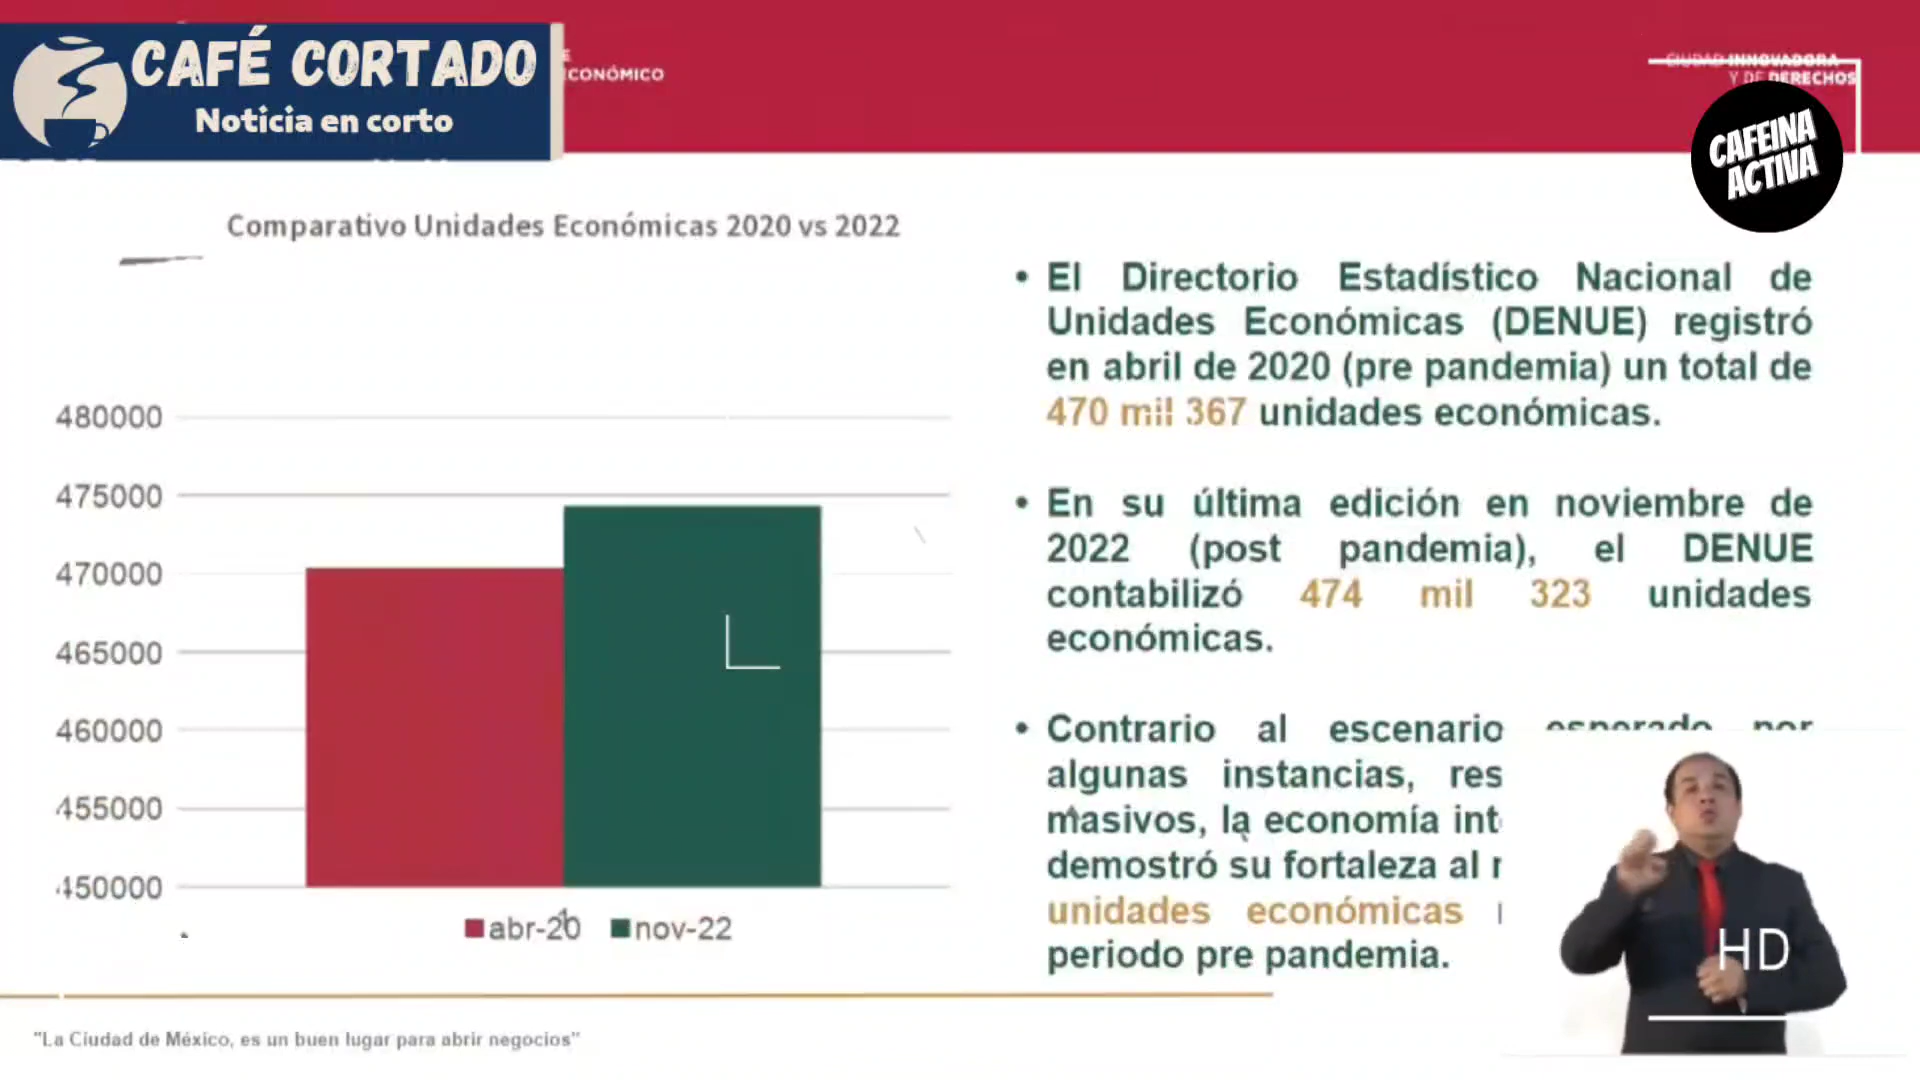 CAFÉ CORTADO
Noticia en corto
ECONÓMICO
CIUDAD INNOVADORA
Y DE DERECHOS
CAFEINA
ACTIVA
Comparativo Unidades Económicas 2020 vs 2022
480000
475000
470000
465000
460000
455000
450000
abr-20 nov-22
• El Directorio Estadístico Nacional de
Unidades Económicas (DENUE) registró
en abril de 2020 (pre pandemia) un total de
470 mil 367 unidades económicas.
• En su última edición en noviembre de
2022 (post pandemia), el DENUE
contabilizó 474 mil 323 unidades
económicas.
• Contrario al escenario esperado por
algunas instancias, res
masivos, la economía int
demostró su fortaleza al
unidades económicas
periodo pre pandemia.
HD
"La Ciudad de México, es un buen lugar para abrir negocios"